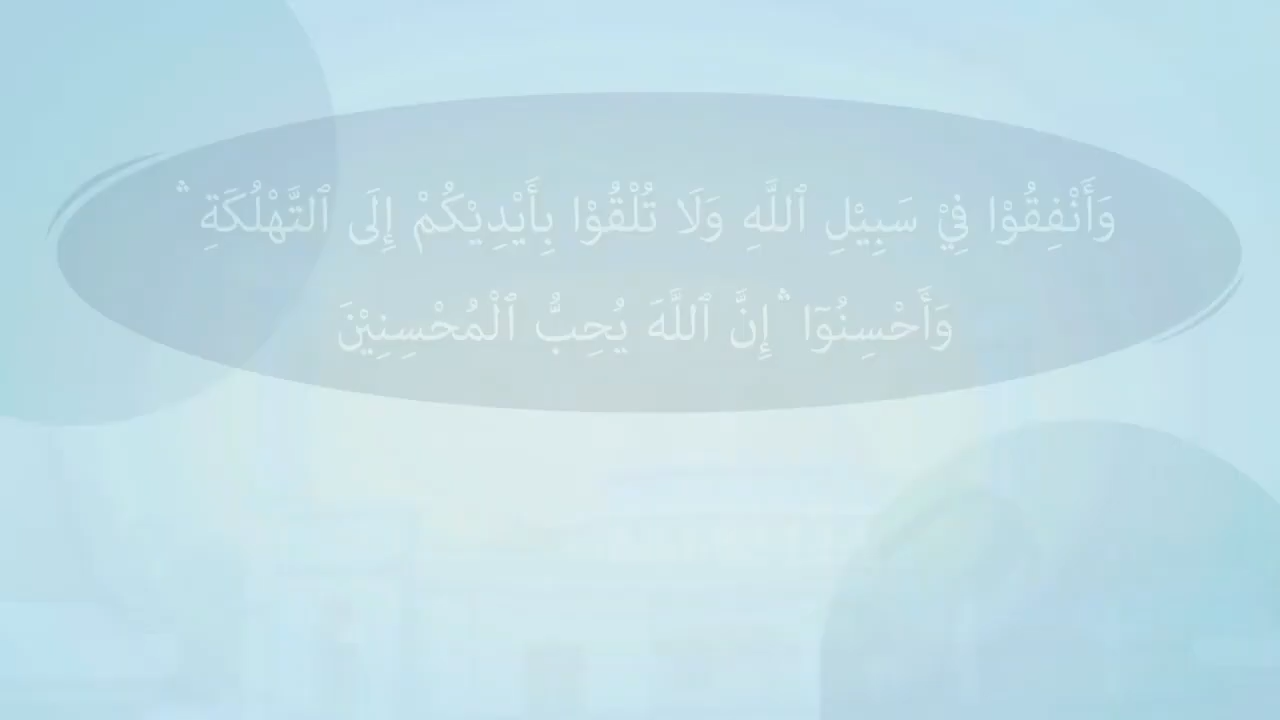 وَأَنْفِقُوْا فِيْ سَبِيْلِ ٱللَّهِ وَلَا تُلْقُوْا بِأَيْدِيْكُمْ إِلَى ٱلتَّهْلُكَةِ ۛ
وَأَحْسِنُوٓا ۛ إِنَّ ٱللَّهَ يُحِبُّ ٱلْمُحْسِنِيْنَ